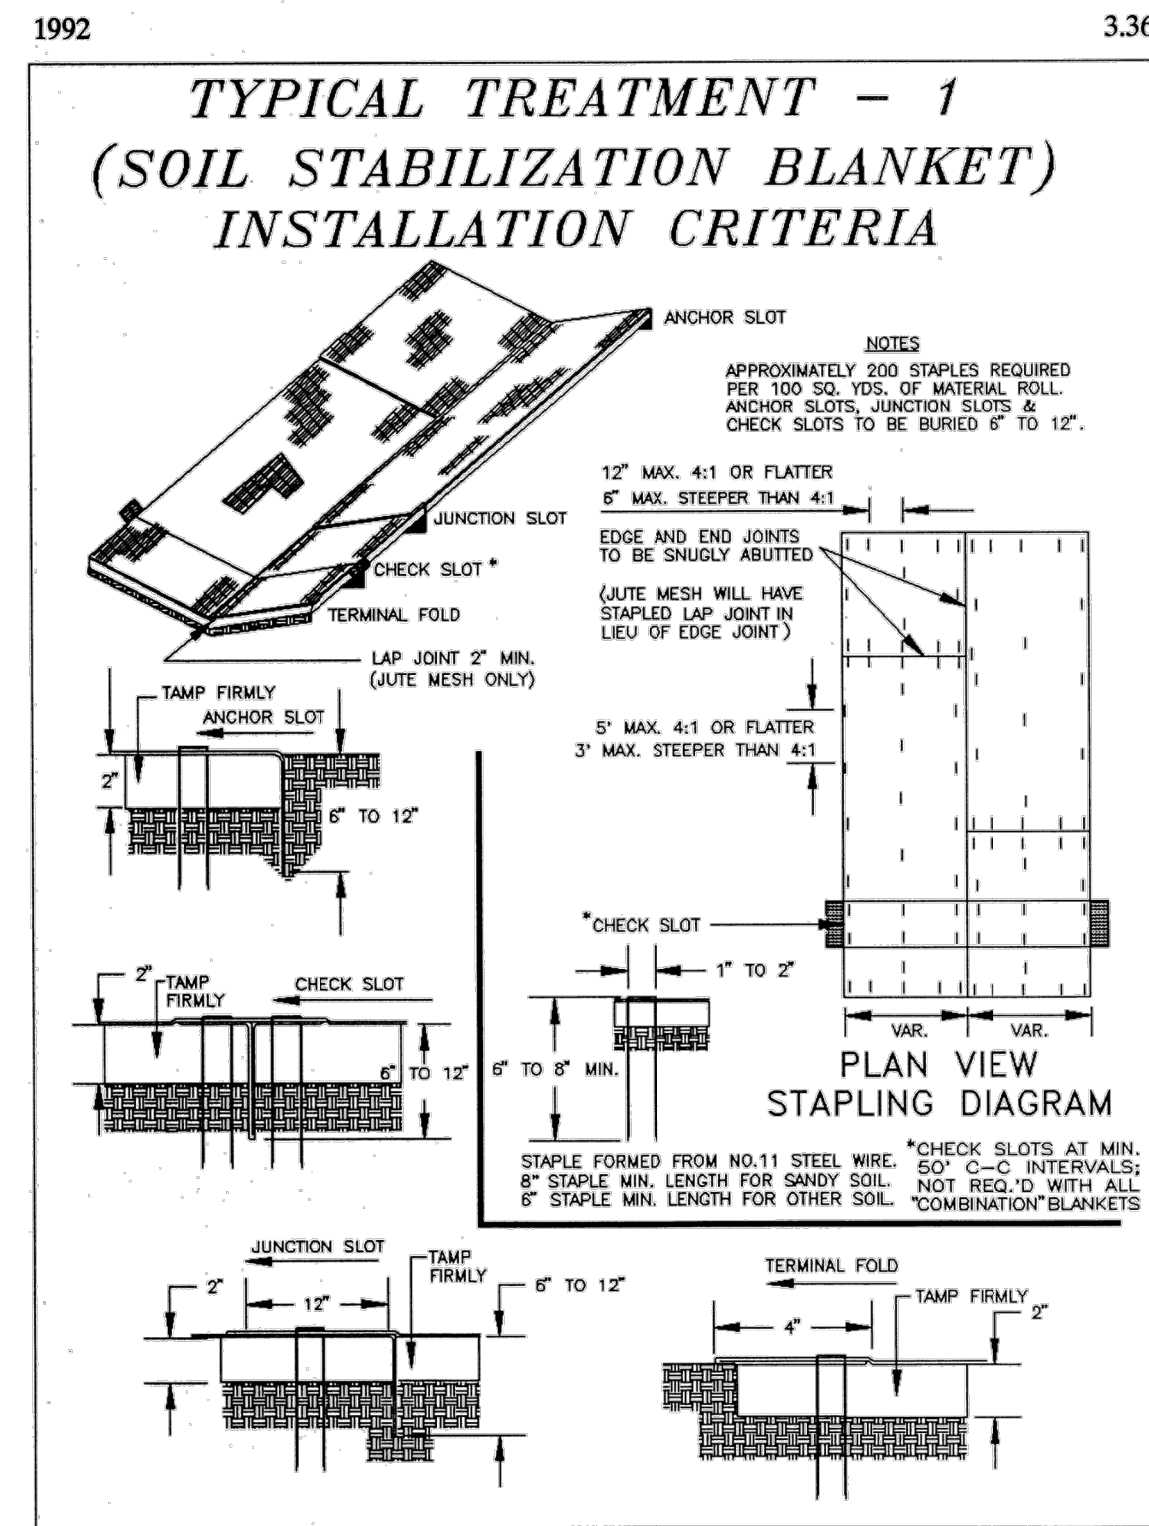 1992
3.36
TYPICAL TREATMENT - 1
(SOIL STABILIZATION BLANKET)
INSTALLATION CRITERIA
ANCHOR SLOT
NOTES
APPROXIMATELY 200 STAPLES REQUIRED
PER 100 SQ. YDS. OF MATERIAL ROLL.
ANCHOR SLOTS, JUNCTION SLOTS &
CHECK SLOTS TO BE BURIED 6" TO 12".
12" MAX. 4:1 OR FLATTER
6" MAX. STEEPER THAN 4:1
JUNCTION SLOT
EDGE AND END JOINTS
TO BE SNUGLY ABUTTED
CHECK SLOT *
(JUTE MESH WILL HAVE
STAPLED LAP JOINT IN
LIEU OF EDGE JOINT)
TERMINAL FOLD
LAP JOINT 2" MIN.
(JUTE MESH ONLY)
TAMP FIRMLY
ANCHOR SLOT
2"
6" TO 12"
5' MAX. 4:1 OR FLATTER
3' MAX. STEEPER THAN 4:1
*CHECK SLOT
2"
TAMP
FIRMLY
CHECK SLOT
6" TO 12"
1" TO 2"
6" TO 8" MIN.
VAR.
VAR.
PLAN VIEW
STAPLING DIAGRAM
STAPLE FORMED FROM NO.11 STEEL WIRE.
8" STAPLE MIN. LENGTH FOR SANDY SOIL.
6" STAPLE MIN. LENGTH FOR OTHER SOIL.
*CHECK SLOTS AT MIN.
50' C-C INTERVALS;
NOT REQ.'D WITH ALL
"COMBINATION" BLANKETS
JUNCTION SLOT
TAMP
FIRMLY
2"
12"
6" TO 12"
TERMINAL FOLD
TAMP FIRMLY
2"
4"